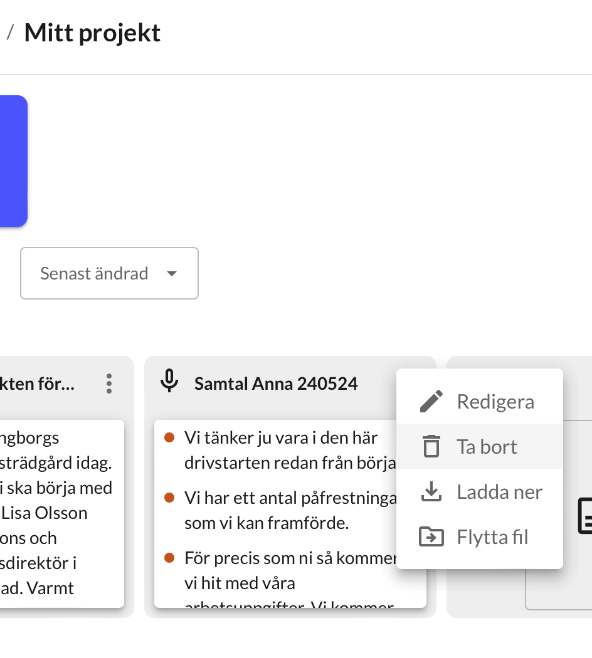 / Mitt projekt
Senast ändrad
kten för...
ngborgs
strädgård idag.
i ska börja med
Lisa Olsson
ons och
sdirektör i
ad. Varmt
Samtal Anna 240524
Vi tänker ju vara i den här
drivstarten redan från börja
Vi har ett antal påfrestninga
som vi kan framförde.
För precis som ni så kommer
vi hit med våra
arbetsuppgifter. Vi kommer
Redigera
Ta bort
Ladda ner
Flytta fil